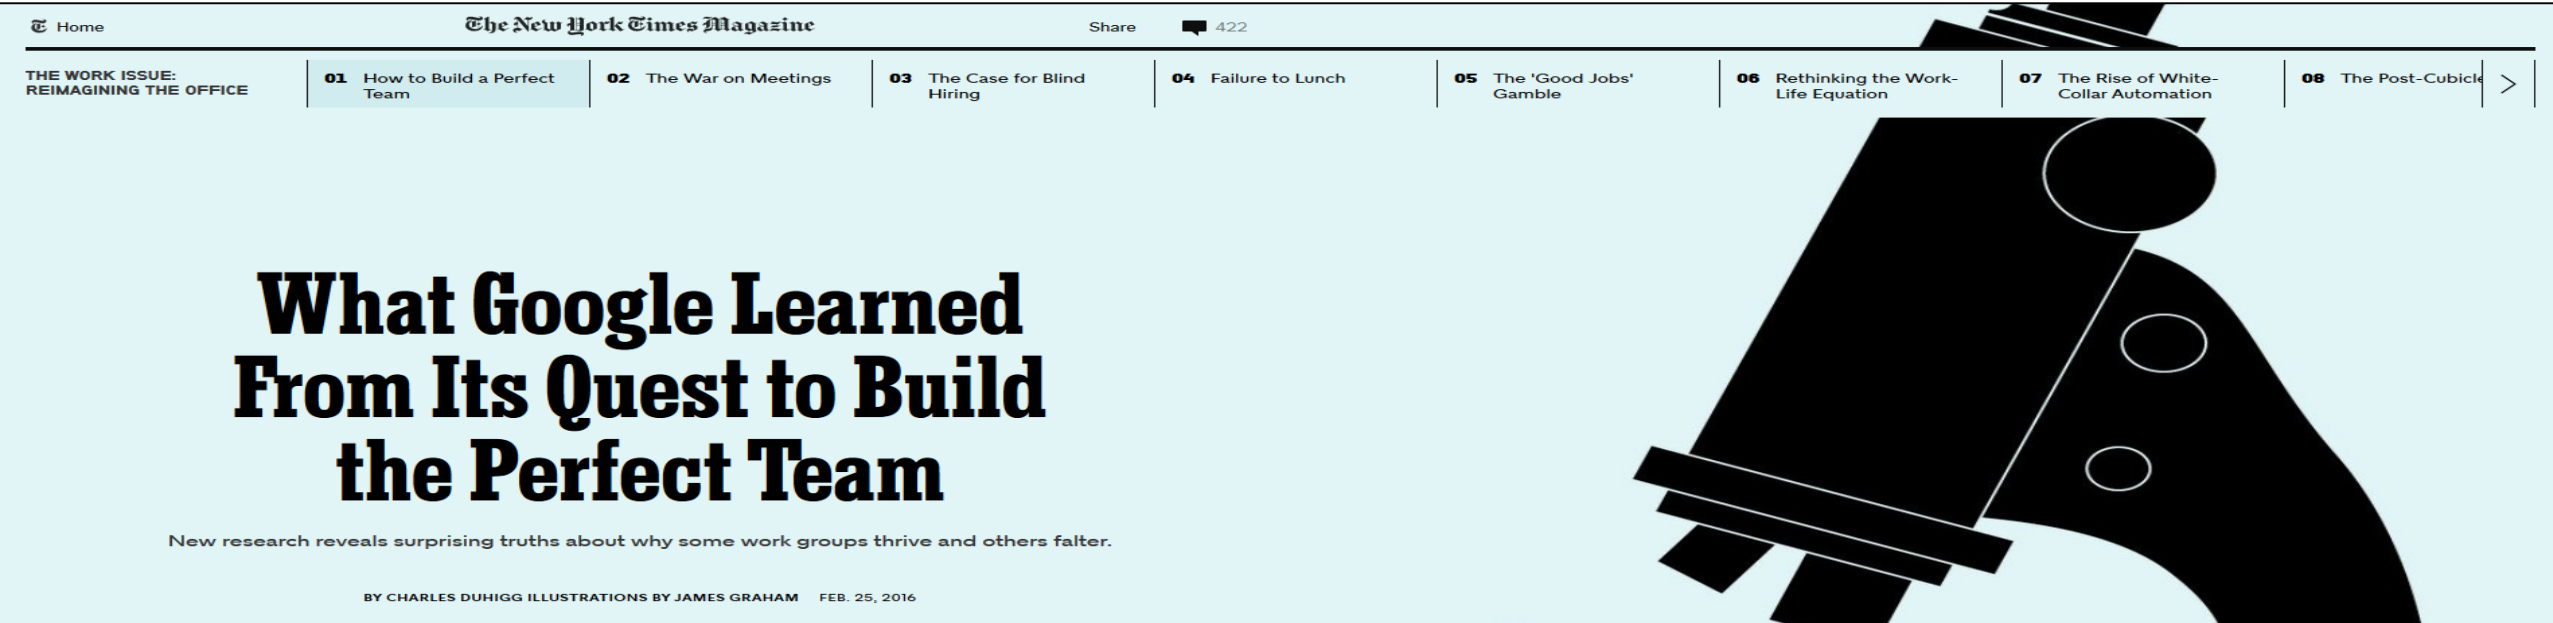 Home
The New York Times Magazine
Share
422
THE WORK ISSUE:
REIMAGINING THE OFFICE
01 How to Build a Perfect
Team
02 The War on Meetings
03 The Case for Blind
Hiring
04 Failure to Lunch
05 The 'Good Jobs'
Gamble
06 Rethinking the Work-
Life Equation
07 The Rise of White-
Collar Automation
08 The Post-Cubicle
What Google Learned
From Its Quest to Build
the Perfect Team
New research reveals surprising truths about why some work groups thrive and others falter.
BY CHARLES DUHIGG ILLUSTRATIONS BY JAMES GRAHAM FEB. 25, 2016